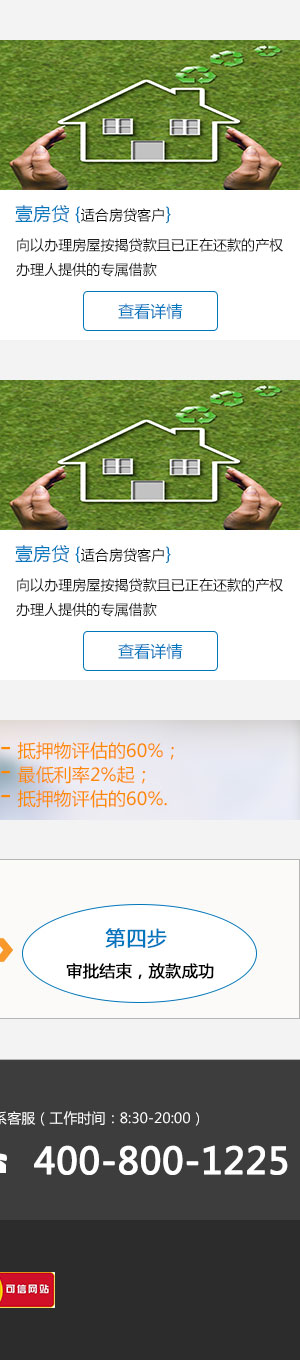 壹房贷 {适合房贷客户}
向以办理房屋按揭贷款且已正在还款的产权
办理人提供的专属借款
查看详情
壹房贷 {适合房贷客户}
向以办理房屋按揭贷款且已正在还款的产权
办理人提供的专属借款
查看详情
- 抵押物评估的60%；
- 最低利率2%起；
- 抵押物评估的60%.
第四步
审批结束，放款成功
系客服（工作时间：8:30-20:00）
400-800-1225
可信网站